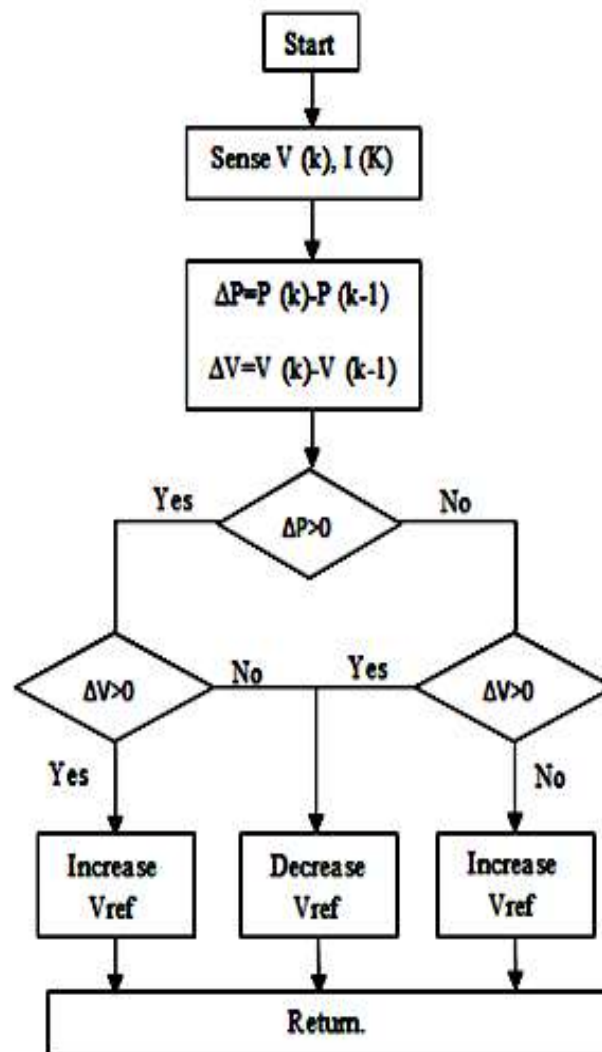 Start
Sense V (k), I (K)
ΔP=P (k)-P (k-1)
ΔV=V (k)-V (k-1)
Yes
ΔP>0
No
ΔV>0
No
Yes
ΔV>0
Yes
No
Increase
Vref
Decrease
Vref
Increase
Vref
Return.